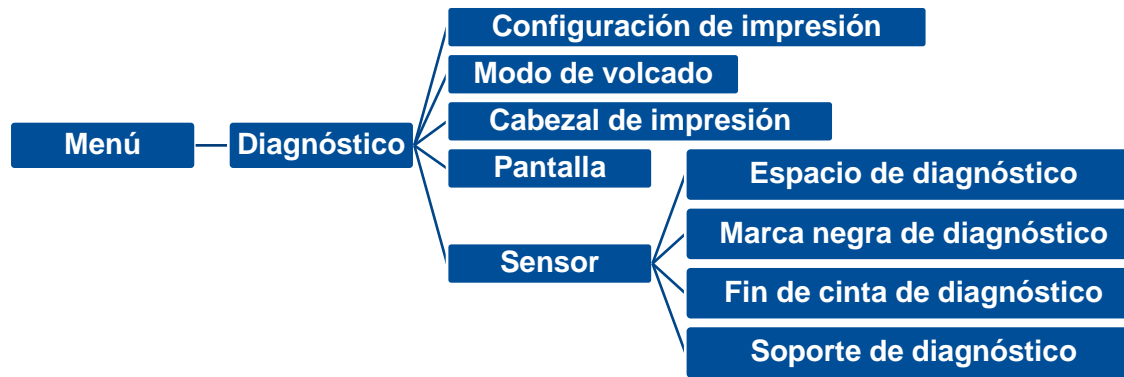 Menú
Diagnóstico
Configuración de impresión
Modo de volcado
Cabezal de impresión
Pantalla
Sensor
Espacio de diagnóstico
Marca negra de diagnóstico
Fin de cinta de diagnóstico
Soporte de diagnóstico